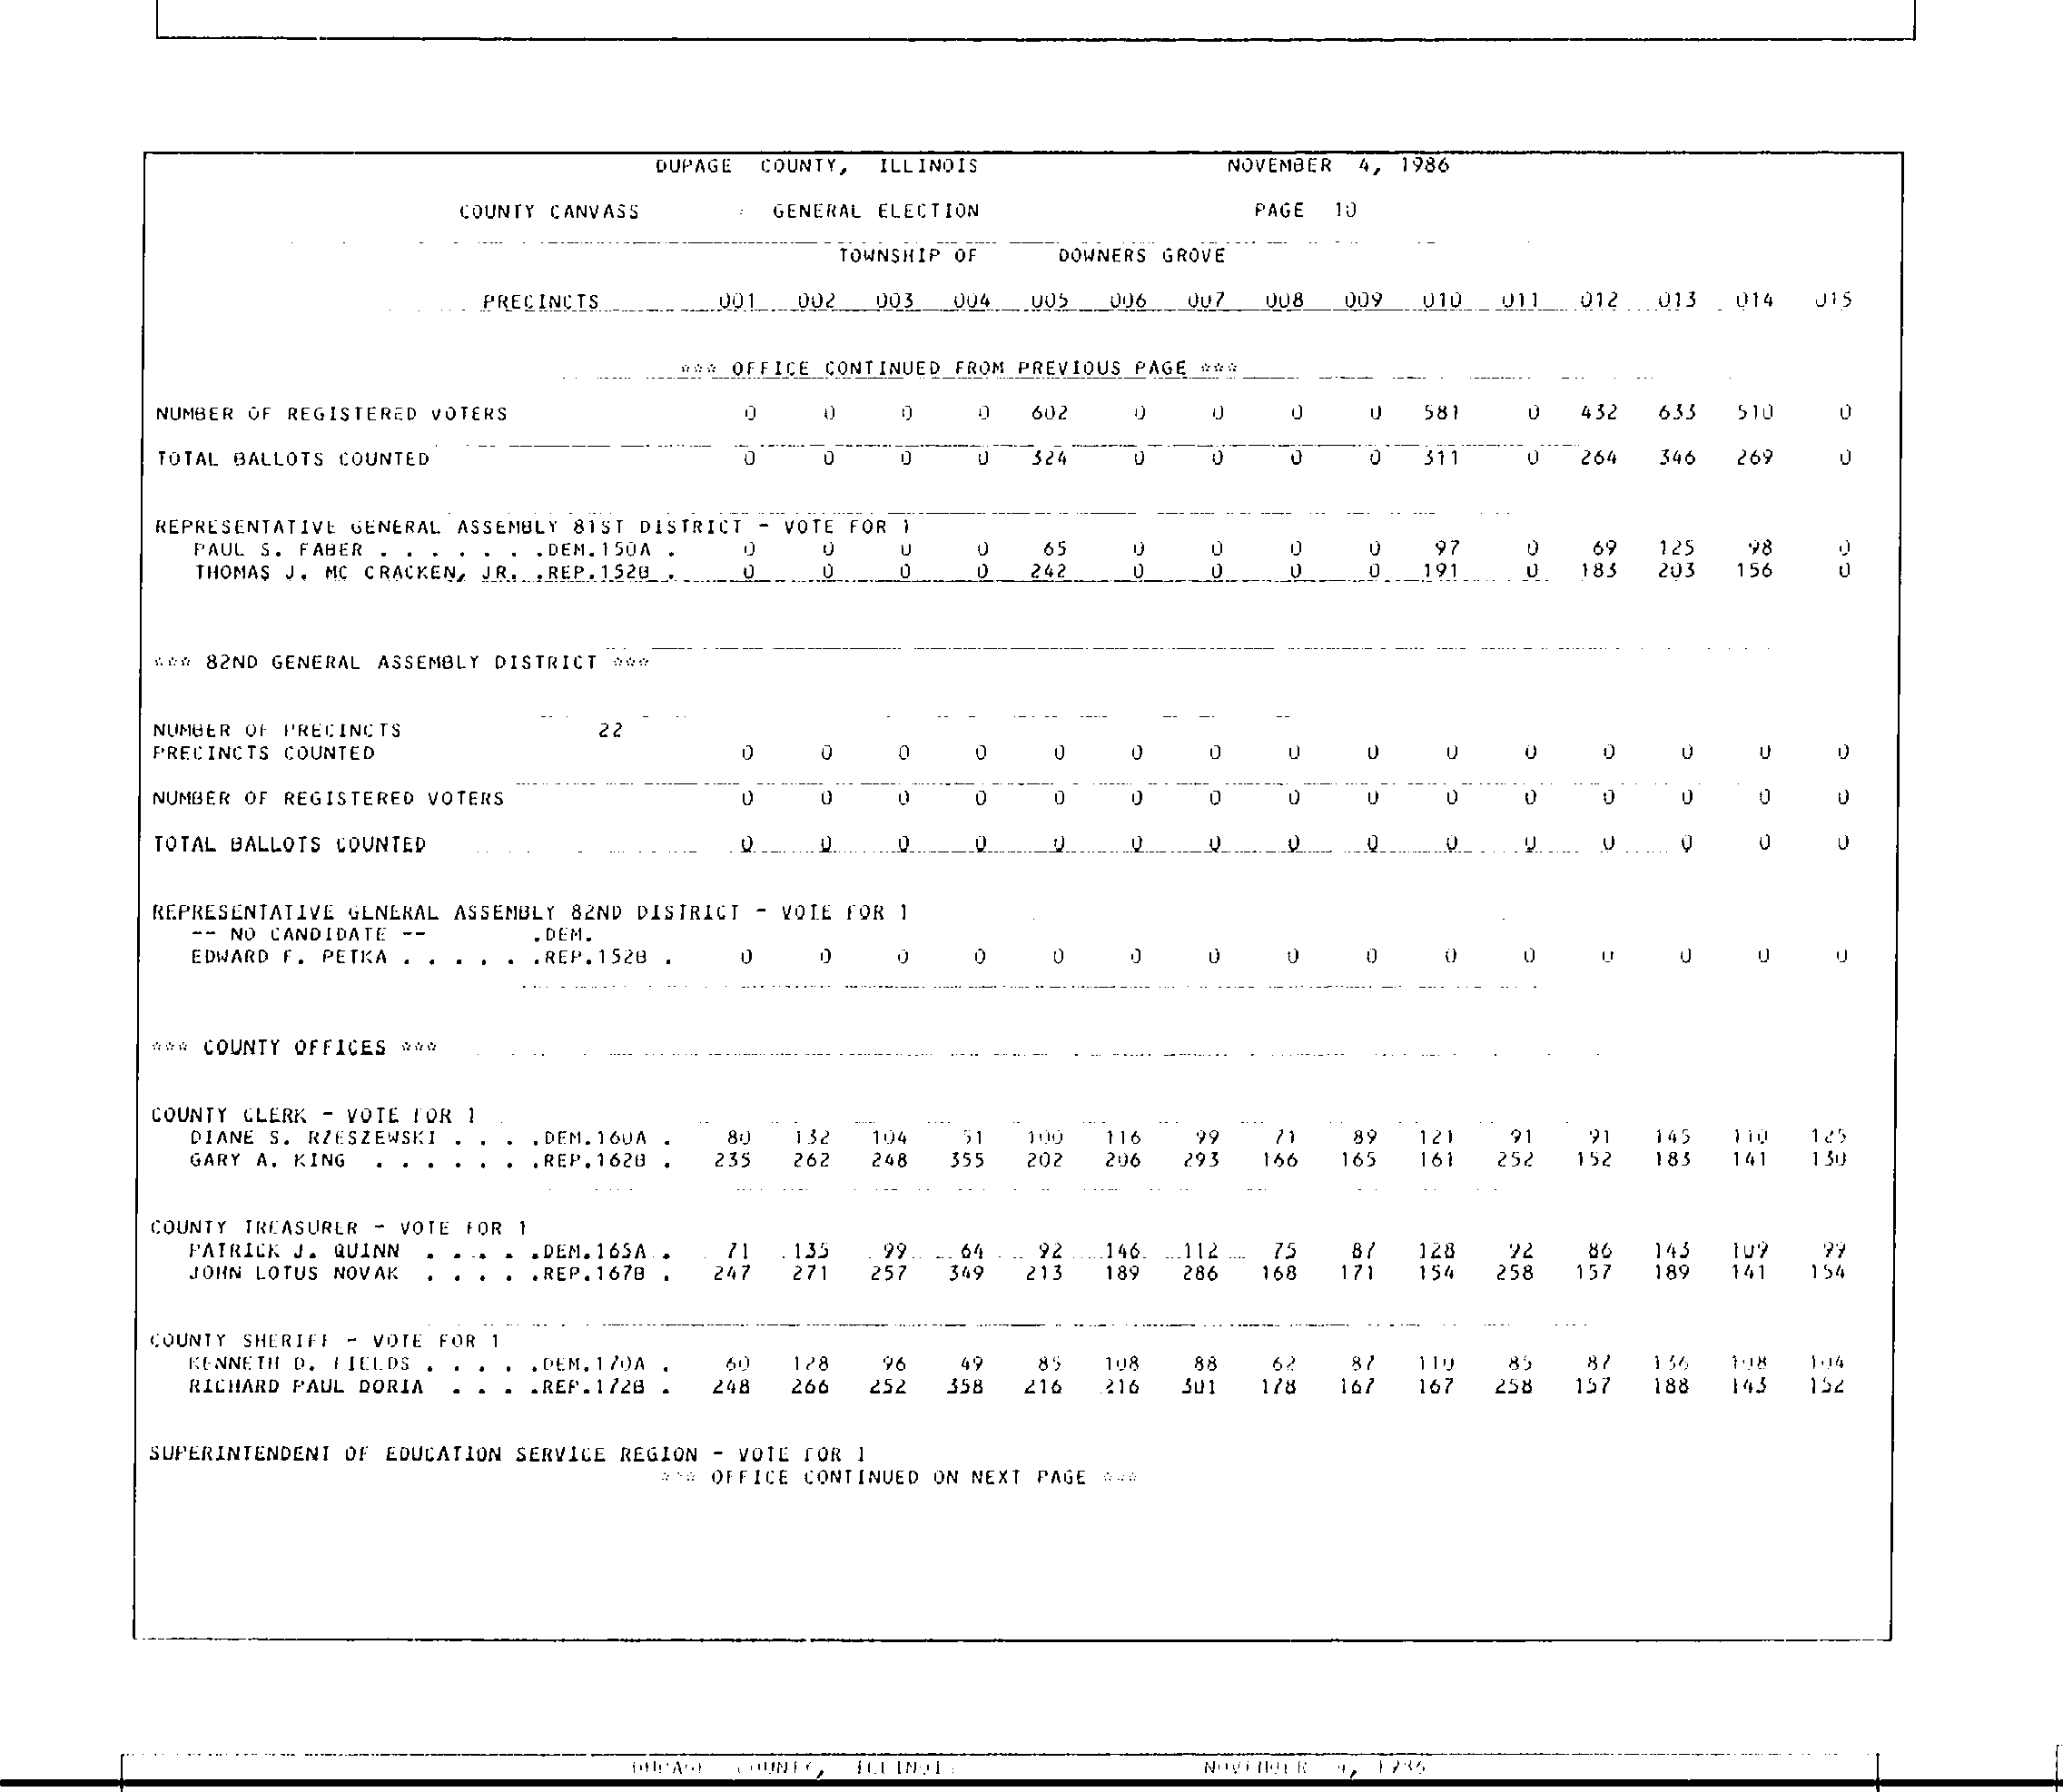 DUPAGE COUNTY, ILLINOIS NOVEMBER 4, 1986
COUNTY CANVASS GENERAL ELECTION PAGE 10
TOWNSHIP OF DOWNERS GROVE
PRECINCTS 001 002 003 004 005 006 007 008 009 010 011 012 013 014 015
*** OFFICE CONTINUED FROM PREVIOUS PAGE ***
NUMBER OF REGISTERED VOTERS 0 0 0 0 602 0 0 0 0 581 0 432 633 510 0
TOTAL BALLOTS COUNTED 0 0 0 0 324 0 0 0 0 311 0 264 346 269 0
REPRESENTATIVE GENERAL ASSEMBLY 81ST DISTRICT - VOTE FOR 1
PAUL S. FABER . . . . . . .DEM.150A . 0 0 0 0 65 0 0 0 0 97 0 69 125 98 0
THOMAS J. MC CRACKEN, JR. .REP.152B . 0 0 0 0 242 0 0 0 0 191 0 183 203 156 0
*** 82ND GENERAL ASSEMBLY DISTRICT ***
NUMBER OF PRECINCTS 22
PRECINCTS COUNTED 0 0 0 0 0 0 0 0 0 0 0 0 0 0 0
NUMBER OF REGISTERED VOTERS 0 0 0 0 0 0 0 0 0 0 0 0 0 0 0
TOTAL BALLOTS COUNTED 0 0 0 0 0 0 0 0 0 0 0 0 0 0 0
REPRESENTATIVE GENERAL ASSEMBLY 82ND DISTRICT - VOTE FOR 1
-- NO CANDIDATE -- .DEM.
EDWARD F. PETKA . . . . . .REP.152B . 0 0 0 0 0 0 0 0 0 0 0 0 0 0 0
*** COUNTY OFFICES ***
COUNTY CLERK - VOTE FOR 1
DIANE S. RZESZEWSKI . . . .DEM.160A . 80 132 104 51 100 116 99 71 89 121 91 91 145 110 125
GARY A. KING . . . . . . .REP.162B . 235 262 248 355 202 206 293 166 165 161 252 152 183 141 130
COUNTY TREASURER - VOTE FOR 1
PATRICK J. QUINN . . . . .DEM.165A . 71 135 99 64 92 146 112 75 87 128 92 86 143 109 99
JOHN LOTUS NOVAK . . . . .REP.167B . 247 271 257 349 213 189 286 168 171 154 258 157 189 141 154
COUNTY SHERIFF - VOTE FOR 1
KENNETH D. FIELDS . . . . .DEM.170A . 60 128 96 49 85 108 88 62 87 110 85 87 136 108 104
RICHARD PAUL DORIA . . . .REP.172B . 248 266 252 358 216 216 301 178 167 167 258 157 188 143 152
SUPERINTENDENT OF EDUCATION SERVICE REGION - VOTE FOR 1
*** OFFICE CONTINUED ON NEXT PAGE ***
COUNTY,